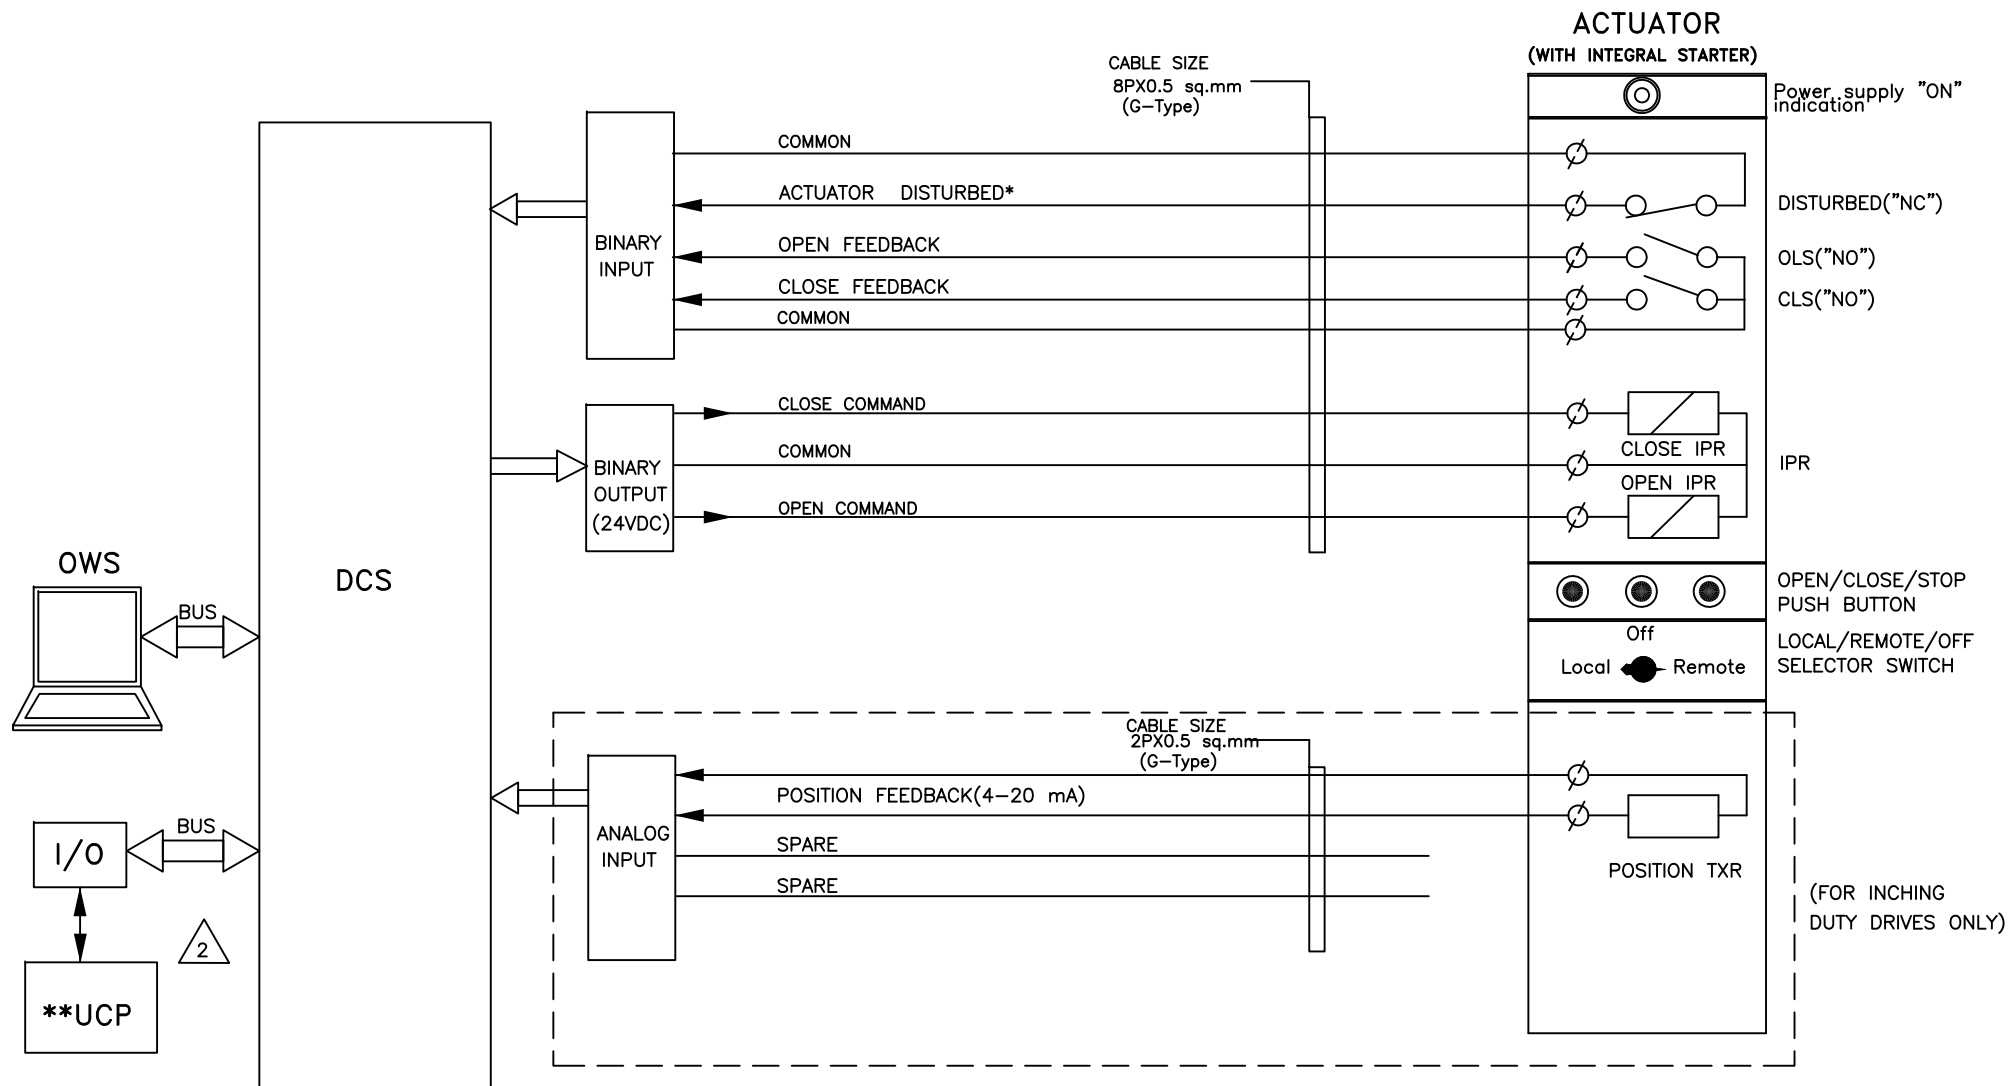 ACTUATOR
(WITH INTEGRAL STARTER)
CABLE SIZE
8PX0.5 sq.mm
(G-Type)
Power supply "ON"
indication
COMMON
ACTUATOR DISTURBED*
DISTURBED("NC")
BINARY
INPUT
OPEN FEEDBACK
OLS("NO")
CLOSE FEEDBACK
CLS("NO")
COMMON
CLOSE COMMAND
CLOSE IPR
COMMON
IPR
BINARY
OUTPUT
(24VDC)
OPEN IPR
OPEN COMMAND
OWS
DCS
BUS
OPEN/CLOSE/STOP
PUSH BUTTON
Off
Local Remote
LOCAL/REMOTE/OFF
SELECTOR SWITCH
CABLE SIZE
2PX0.5 sq.mm
(G-Type)
POSITION FEEDBACK(4-20 mA)
BUS
I/O
ANALOG
INPUT
SPARE
SPARE
POSITION TXR
(FOR INCHING
DUTY DRIVES ONLY)
2
**UCP